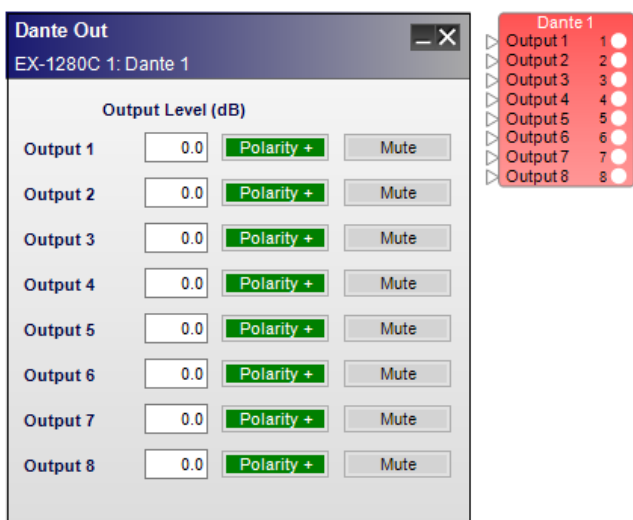 Dante Out
EX-1280C 1: Dante 1
Output Level (dB)
Output 1 0.0 Polarity + Mute
Output 2 0.0 Polarity + Mute
Output 3 0.0 Polarity + Mute
Output 4 0.0 Polarity + Mute
Output 5 0.0 Polarity + Mute
Output 6 0.0 Polarity + Mute
Output 7 0.0 Polarity + Mute
Output 8 0.0 Polarity + Mute
Dante 1
Output 1 1
Output 2 2
Output 3 3
Output 4 4
Output 5 5
Output 6 6
Output 7 7
Output 8 8